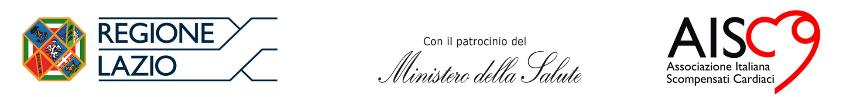 REGIONE
LAZIO
Con il patrocinio del
Ministero della Salute
AISC
Associazione Italiana
Scompensati Cardiaci